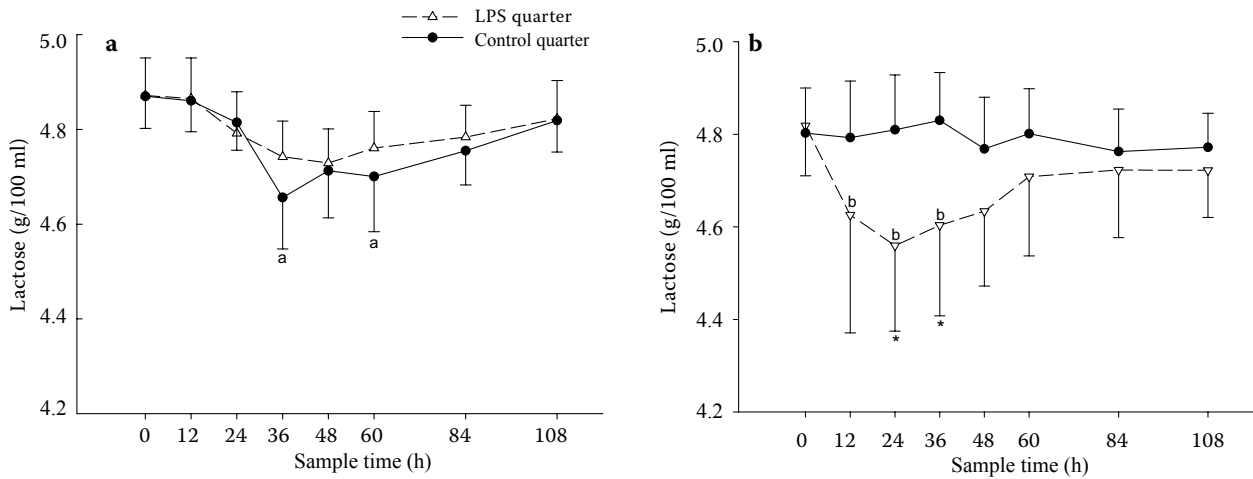 LPS quarter
Control quarter
a
5.0
4.8
4.6
4.4
4.2
Lactose (g/100 ml)
a
a
0 12 24 36 48 60 84 108
Sample time (h)
b
5.0
4.8
4.6
4.4
4.2
Lactose (g/100 ml)
b
b
b
*
*
0 12 24 36 48 60 84 108
Sample time (h)